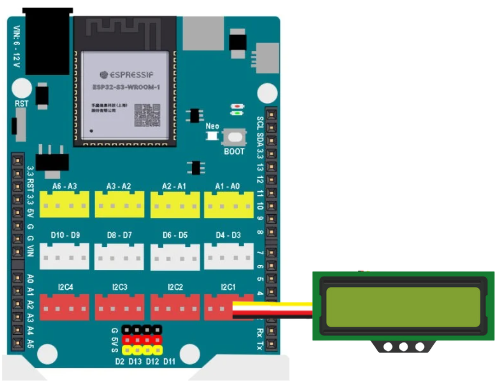 VIN: 6 - 12 V
ESPRESSIF
ESP32-S3-WROOM-1
RST
Neo
BOOT
SCL
SDA
3.3
13
12
11
10
9
8
7
6
5
4
Rx
Tx
3.3
RST
3.3
5V
G
G
VIN
A0
A1
A2
A3
A4
A5
A6 - A3
A3 - A2
A2 - A1
A1 - A0
D10 - D9
D8 - D7
D6 - D5
D4 - D3
I2C4
I2C3
I2C2
I2C1
G
5V
S
D2 D13 D12 D11